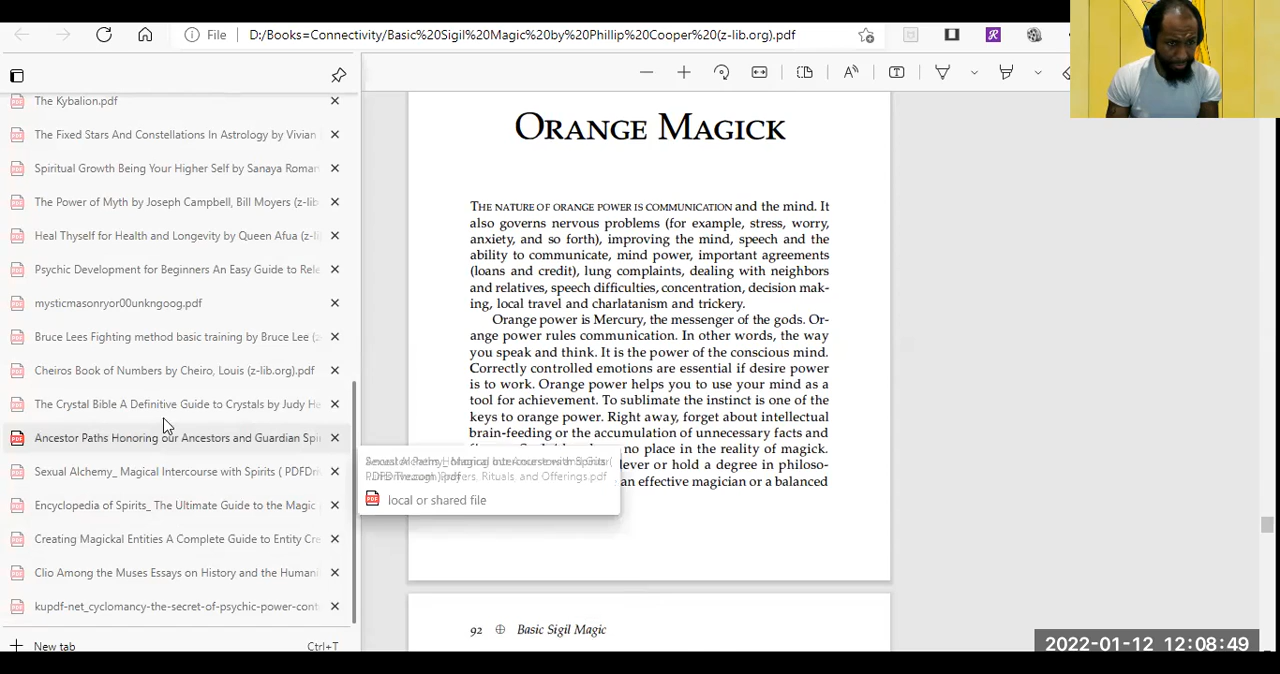 File
D:/Books=Connectivity/Basic%20Sigil%20Magic%20by%20Phillip%20Cooper%20(z-lib.org).pdf
The Kybalion.pdf
The Fixed Stars And Constellations In Astrology by Vivian
Spiritual Growth Being Your Higher Self by Sanaya Roman
The Power of Myth by Joseph Campbell, Bill Moyers (z-lib
Heal Thyself for Health and Longevity by Queen Afua (z-li
Psychic Development for Beginners An Easy Guide to Rele
mysticmasonryor00unkngoog.pdf
Bruce Lees Fighting method basic training by Bruce Lee (z
Cheiros Book of Numbers by Cheiro, Louis (z-lib.org).pdf
The Crystal Bible A Definitive Guide to Crystals by Judy He
Ancestor Paths Honoring our Ancestors and Guardian Spiri
Sexual Alchemy_ Magical Intercourse with Spirits ( PDFDr
Encyclopedia of Spirits_ The Ultimate Guide to the Magic
Creating Magickal Entities A Complete Guide to Entity Cre
Clio Among the Muses Essays on History and the Humani
kupdf-net_cyclomancy-the-secret-of-psychic-power-cont
New tab
Ctrl+T
local or shared file
ORANGE MAGICK
THE NATURE OF ORANGE POWER IS COMMUNICATION and the mind. It
also governs nervous problems (for example, stress, worry,
anxiety, and so forth), improving the mind, speech and the
ability to communicate, mind power, important agreements
(loans and credit), lung complaints, dealing with neighbors
and relatives, speech difficulties, concentration, decision mak-
ing, local travel and charlatanism and trickery.
Orange power is Mercury, the messenger of the gods. Or-
ange power rules communication. In other words, the way
you speak and think. It is the power of the conscious mind.
Correctly controlled emotions are essential if desire power
is to work. Orange power helps you to use your mind as a
tool for achievement. To sublimate the instinct is one of the
keys to orange power. Right away, forget about intellectual
brain-feeding or the accumulation of unnecessary facts and
no place in the reality of magick.
lever or hold a degree in philoso-
an effective magician or a balanced
92 ⊕ Basic Sigil Magic
2022-01-12 12:08:49